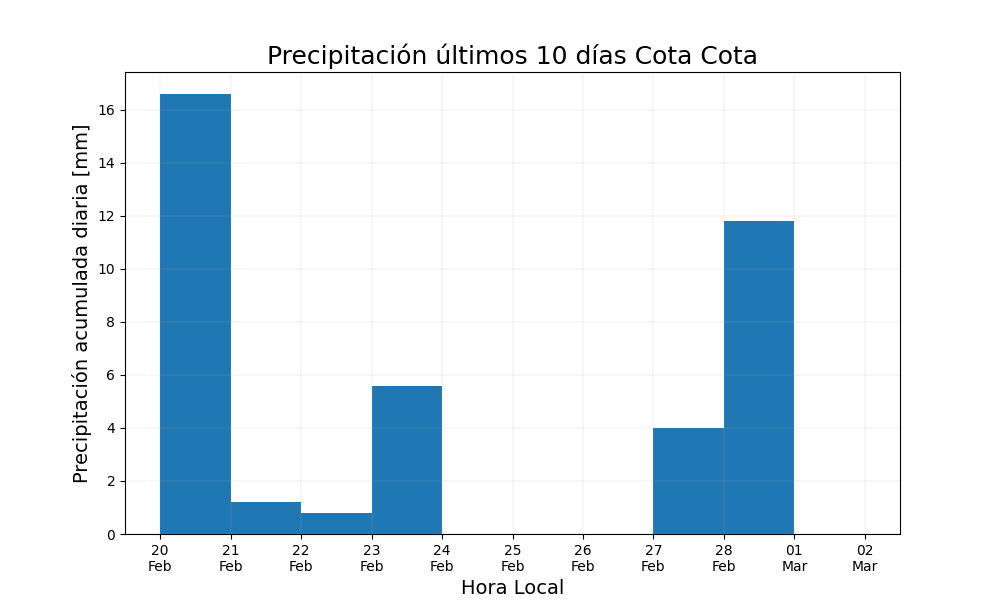 Precipitación últimos 10 días Cota Cota
Precipitación acumulada diaria [mm]
16
14
12
10
8
6
4
2
0
20 21 22 23 24 25 26 27 28 01 02
Feb Feb Feb Feb Feb Feb Feb Feb Feb Mar Mar
Hora Local